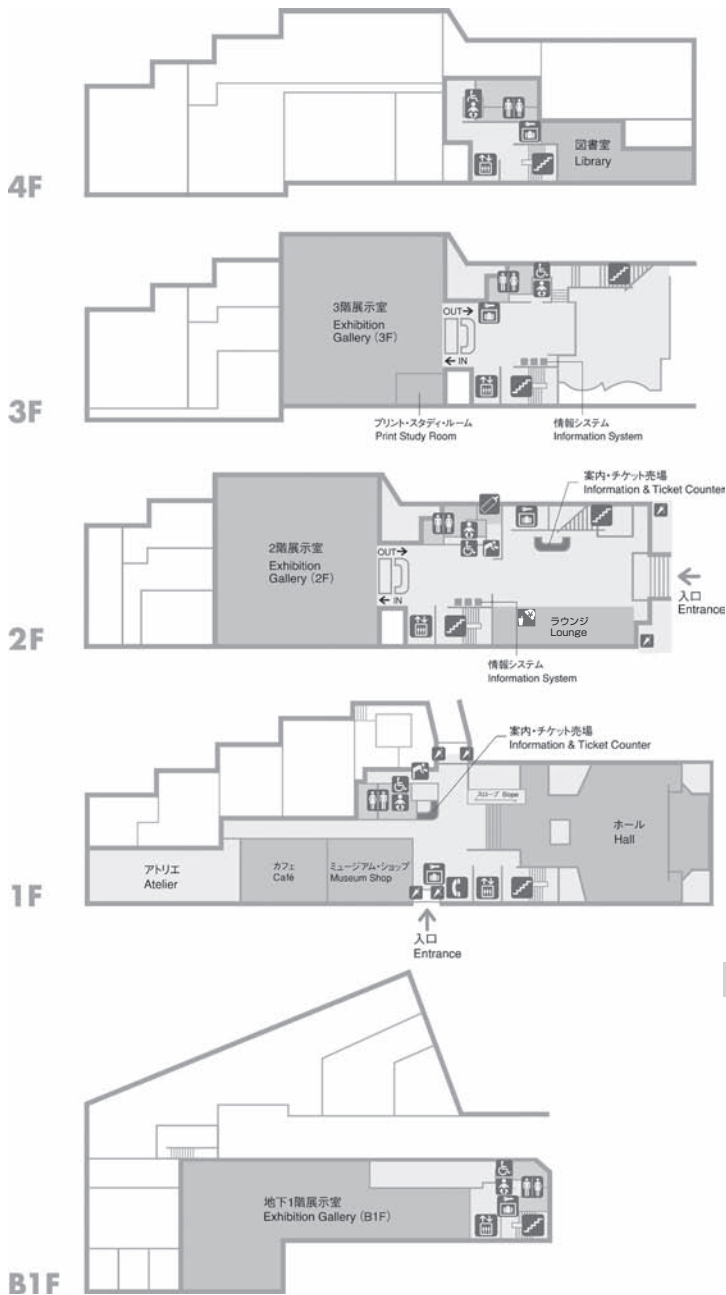 図書室
Library
4F
3階展示室
Exhibition
Gallery (3F)
OUT→
←IN
3F
プリント・スタディ・ルーム
Print Study Room
情報システム
Information System
案内・チケット売場
Information & Ticket Counter
2階展示室
Exhibition
Gallery (2F)
OUT→
←IN
←
入口
Entrance
ラウンジ
Lounge
2F
情報システム
Information System
案内・チケット売場
Information & Ticket Counter
スロープ Slope
ホール
Hall
アトリエ
Atelier
カフェ
Café
ミュージアム・ショップ
Museum Shop
1F
↑
入口
Entrance
地下1階展示室
Exhibition Gallery (B1F)
B1F